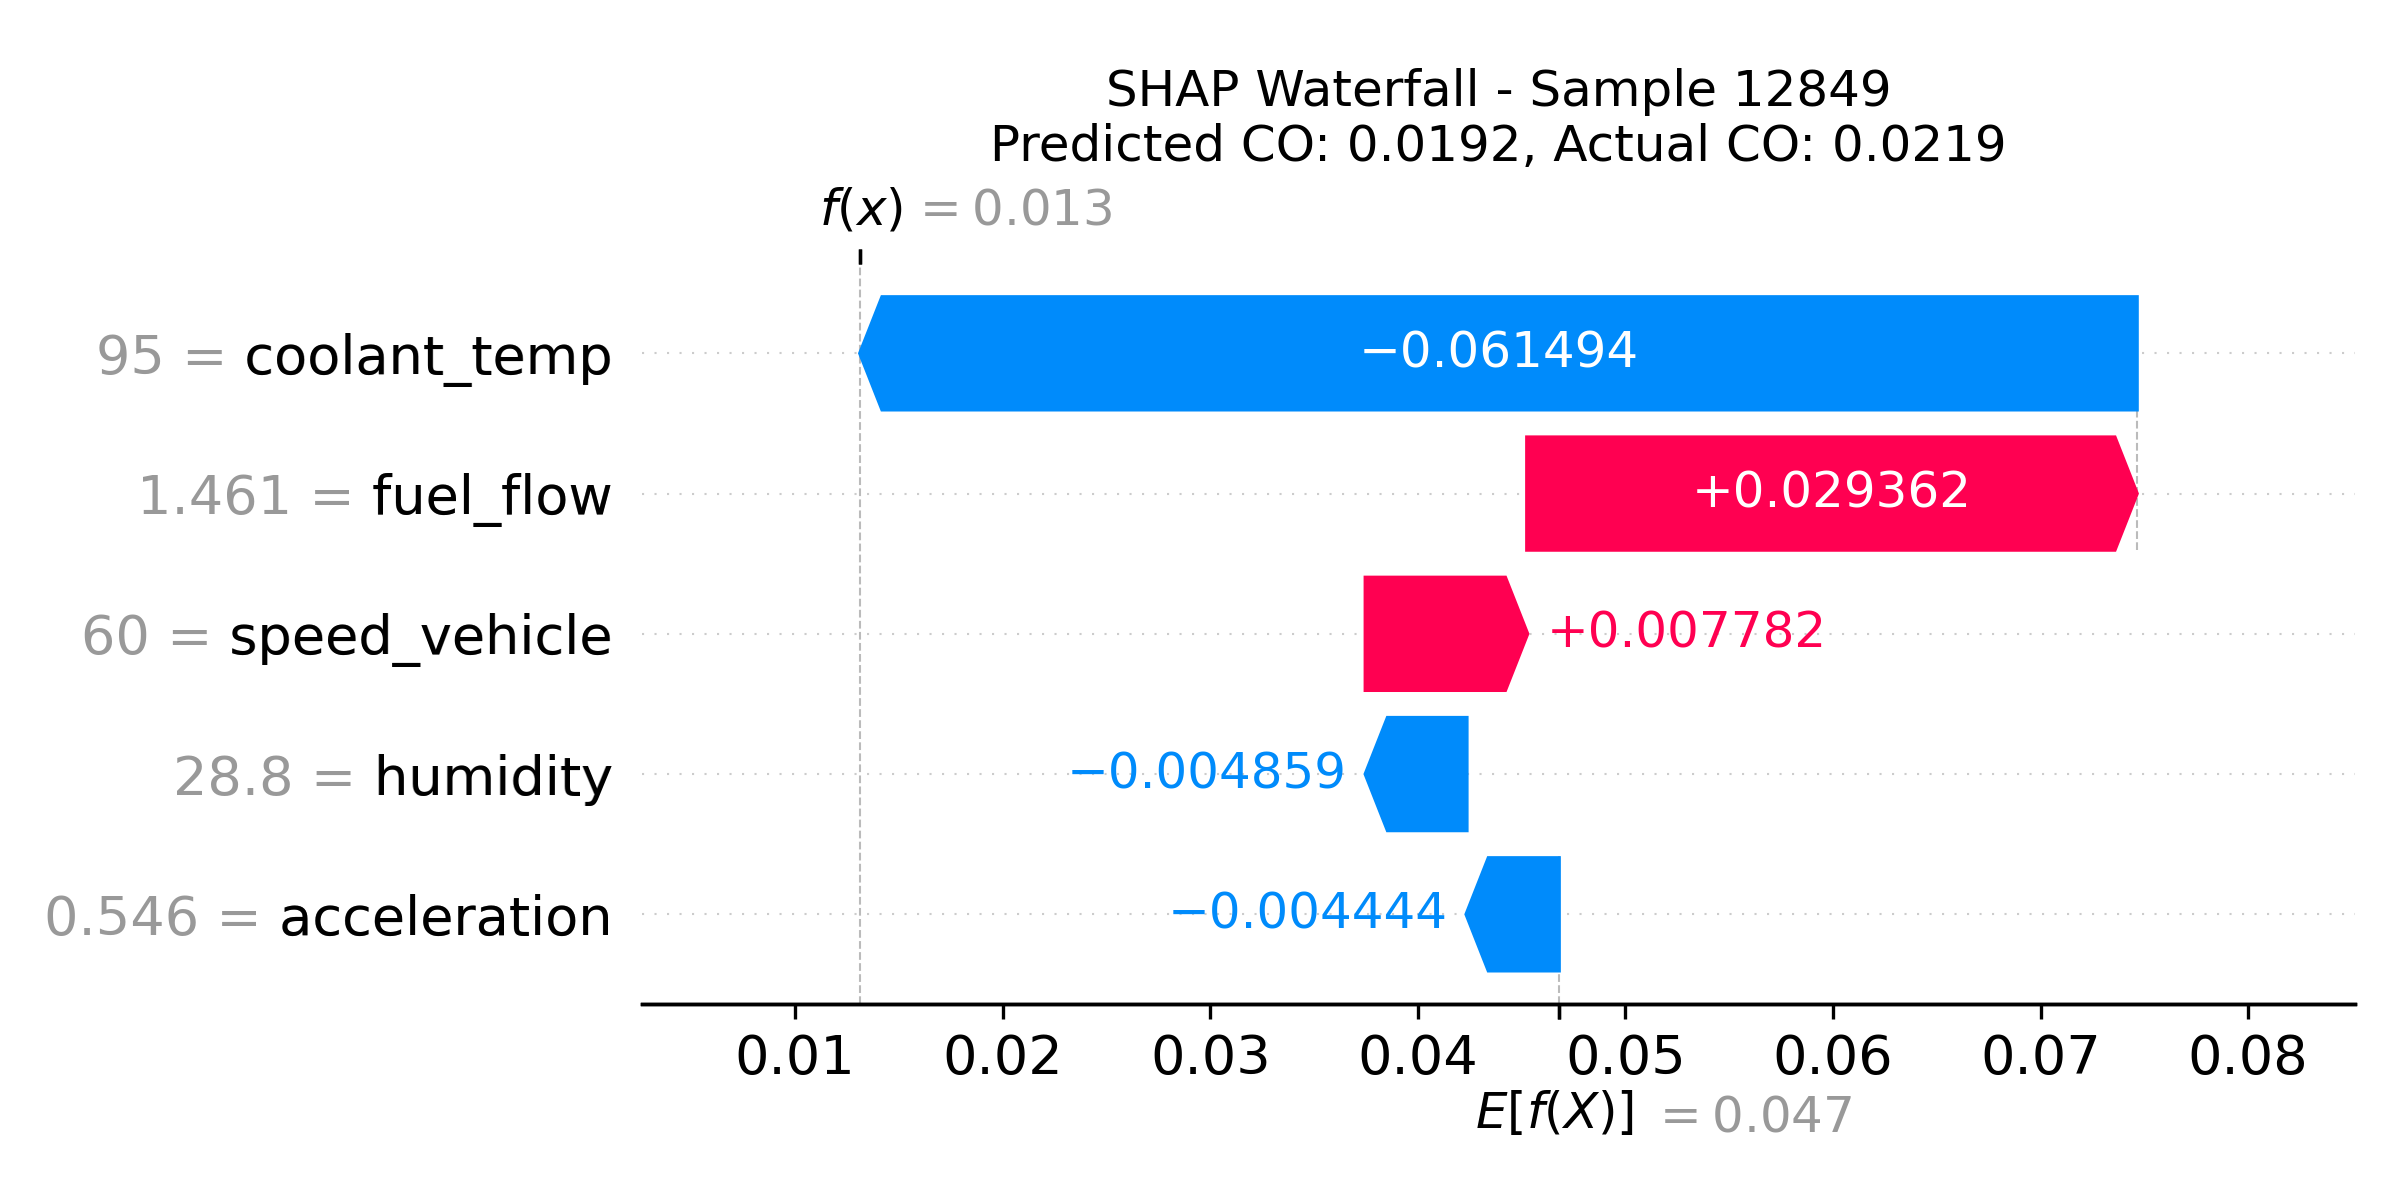 SHAP Waterfall - Sample 12849
Predicted CO: 0.0192, Actual CO: 0.0219
f(x) = 0.013
95 = coolant_temp
−0.061494
1.461 = fuel_flow
+0.029362
60 = speed_vehicle
+0.007782
28.8 = humidity
−0.004859
0.546 = acceleration
−0.004444
0.01 0.02 0.03 0.04 0.05 0.06 0.07 0.08
E[f(X)] = 0.047